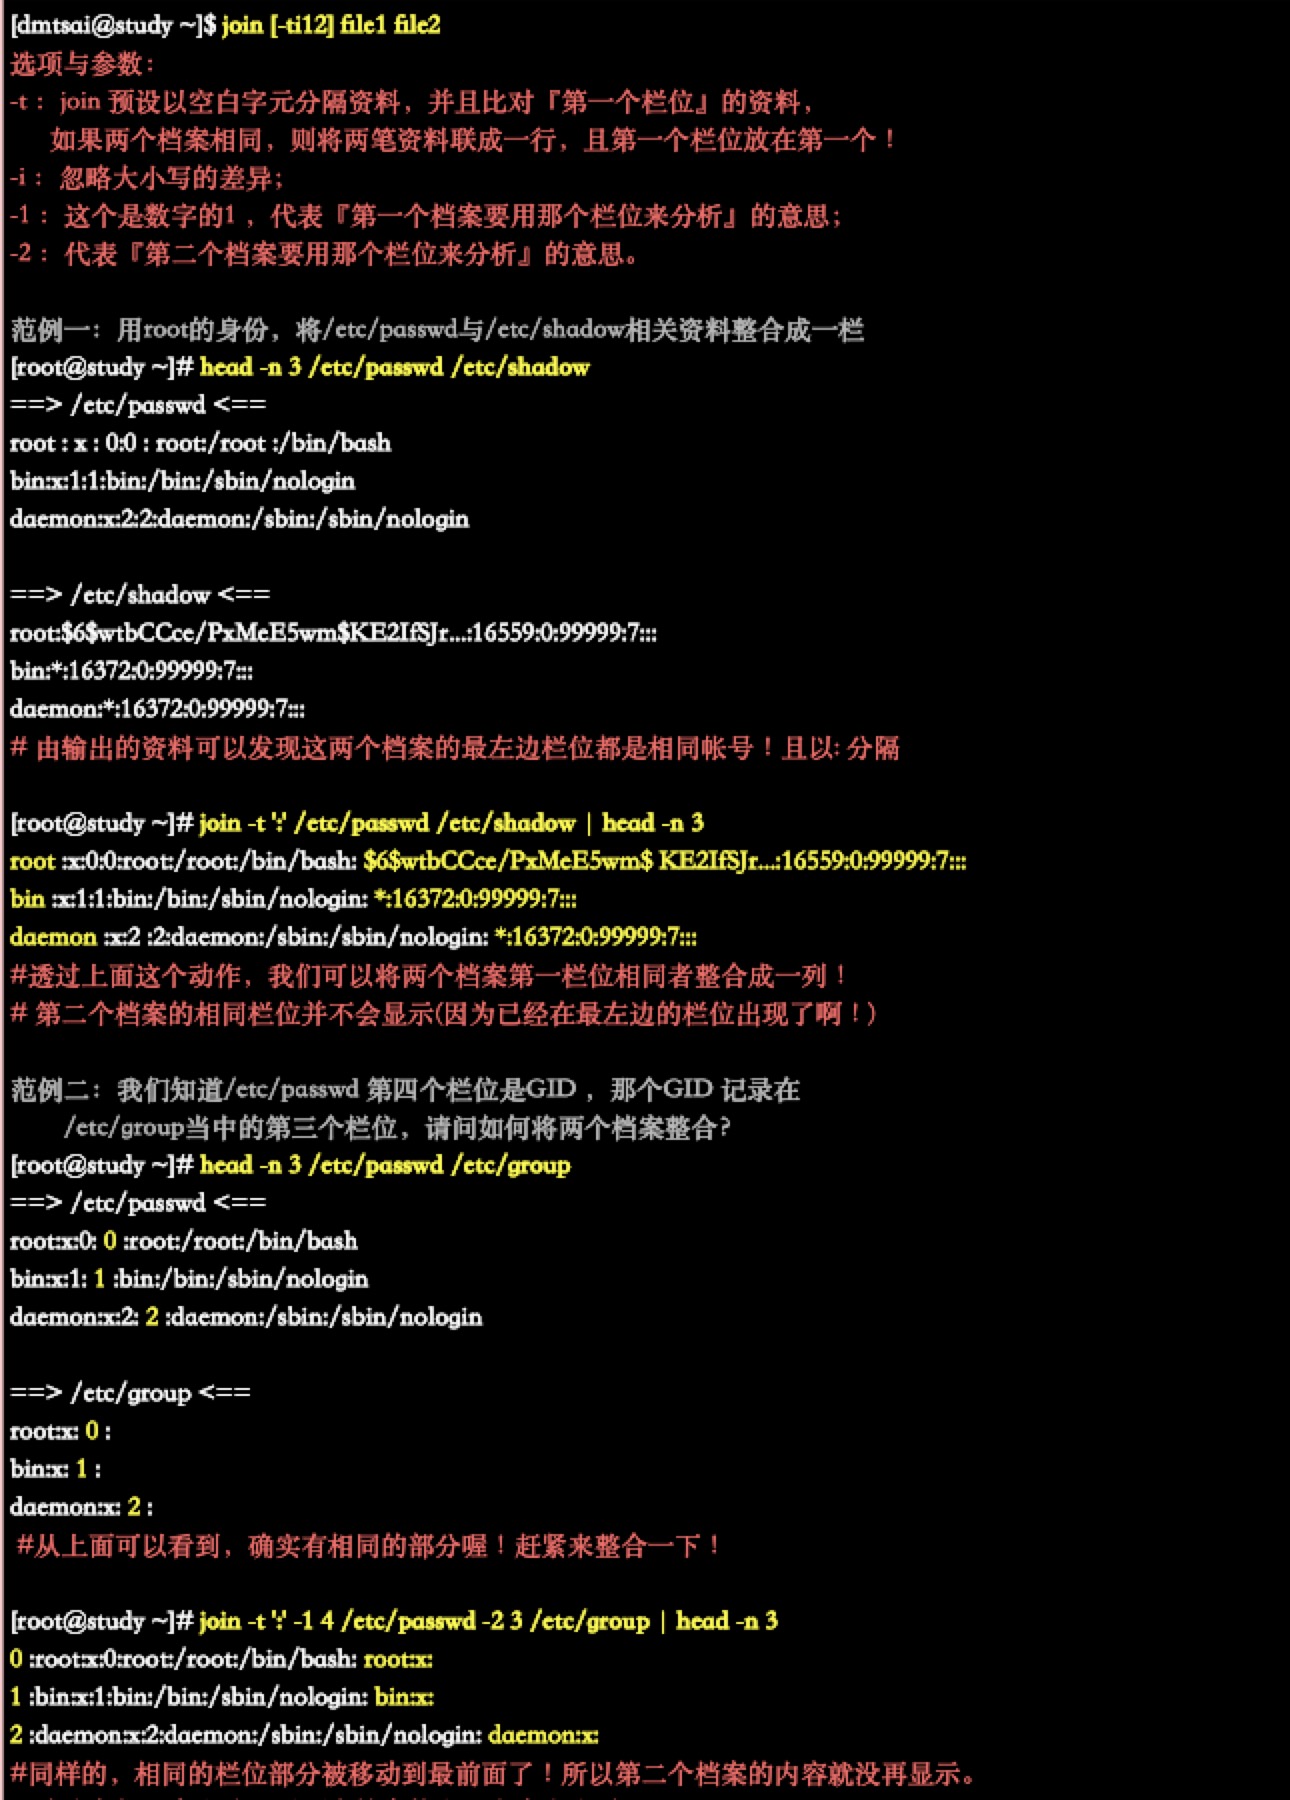 [dmtsai@study ~]$ join [-ti12] file1 file2
选项与参数：
-t ：join 预设以空白字元分隔资料，并且比对『第一个栏位』的资料，
如果两个档案相同，则将两笔资料联成一行，且第一个栏位放在第一个！
-i ：忽略大小写的差异；
-1 ：这个是数字的1 ，代表『第一个档案要用那个栏位来分析』的意思；
-2 ：代表『第二个档案要用那个栏位来分析』的意思。
范例一：用root的身份，将/etc/passwd与/etc/shadow相关资料整合成一栏
[root@study ~]# head -n 3 /etc/passwd /etc/shadow
==> /etc/passwd <==
root : x : 0:0 : root:/root :/bin/bash
bin:x:1:1:bin:/bin:/sbin/nologin
daemon:x:2:2:daemon:/sbin:/sbin/nologin
==> /etc/shadow <==
root:$6$wtbCCce/PxMeE5wm$KE2IfSJr...:16559:0:99999:7:::
bin:*:16372:0:99999:7:::
daemon:*:16372:0:99999:7:::
# 由输出的资料可以发现这两个档案的最左边栏位都是相同帐号！且以: 分隔
[root@study ~]# join -t ':' /etc/passwd /etc/shadow | head -n 3
root :x:0:0:root:/root:/bin/bash: $6$wtbCCce/PxMeE5wm$ KE2IfSJr...:16559:0:99999:7:::
bin :x:1:1:bin:/bin:/sbin/nologin: *:16372:0:99999:7:::
daemon :x:2 :2:daemon:/sbin:/sbin/nologin: *:16372:0:99999:7:::
#透过上面这个动作，我们可以将两个档案第一栏位相同者整合成一列！
# 第二个档案的相同栏位并不会显示(因为已经在最左边的栏位出现了啊！)
范例二：我们知道/etc/passwd 第四个栏位是GID ，那个GID 记录在
/etc/group当中的第三个栏位，请问如何将两个档案整合?
[root@study ~]# head -n 3 /etc/passwd /etc/group
==> /etc/passwd <==
root:x:0: 0 :root:/root:/bin/bash
bin:x:1: 1 :bin:/bin:/sbin/nologin
daemon:x:2: 2 :daemon:/sbin:/sbin/nologin
==> /etc/group <==
root:x: 0 :
bin:x: 1 :
daemon:x: 2 :
#从上面可以看到，确实有相同的部分喔！赶紧来整合一下！
[root@study ~]# join -t ':' -1 4 /etc/passwd -2 3 /etc/group | head -n 3
0 :root:x:0:root:/root:/bin/bash: root:x:
1 :bin:x:1:bin:/bin:/sbin/nologin: bin:x:
2 :daemon:x:2:daemon:/sbin:/sbin/nologin: daemon:x:
#同样的，相同的栏位部分被移动到最前面了！所以第二个档案的内容就没再显示。